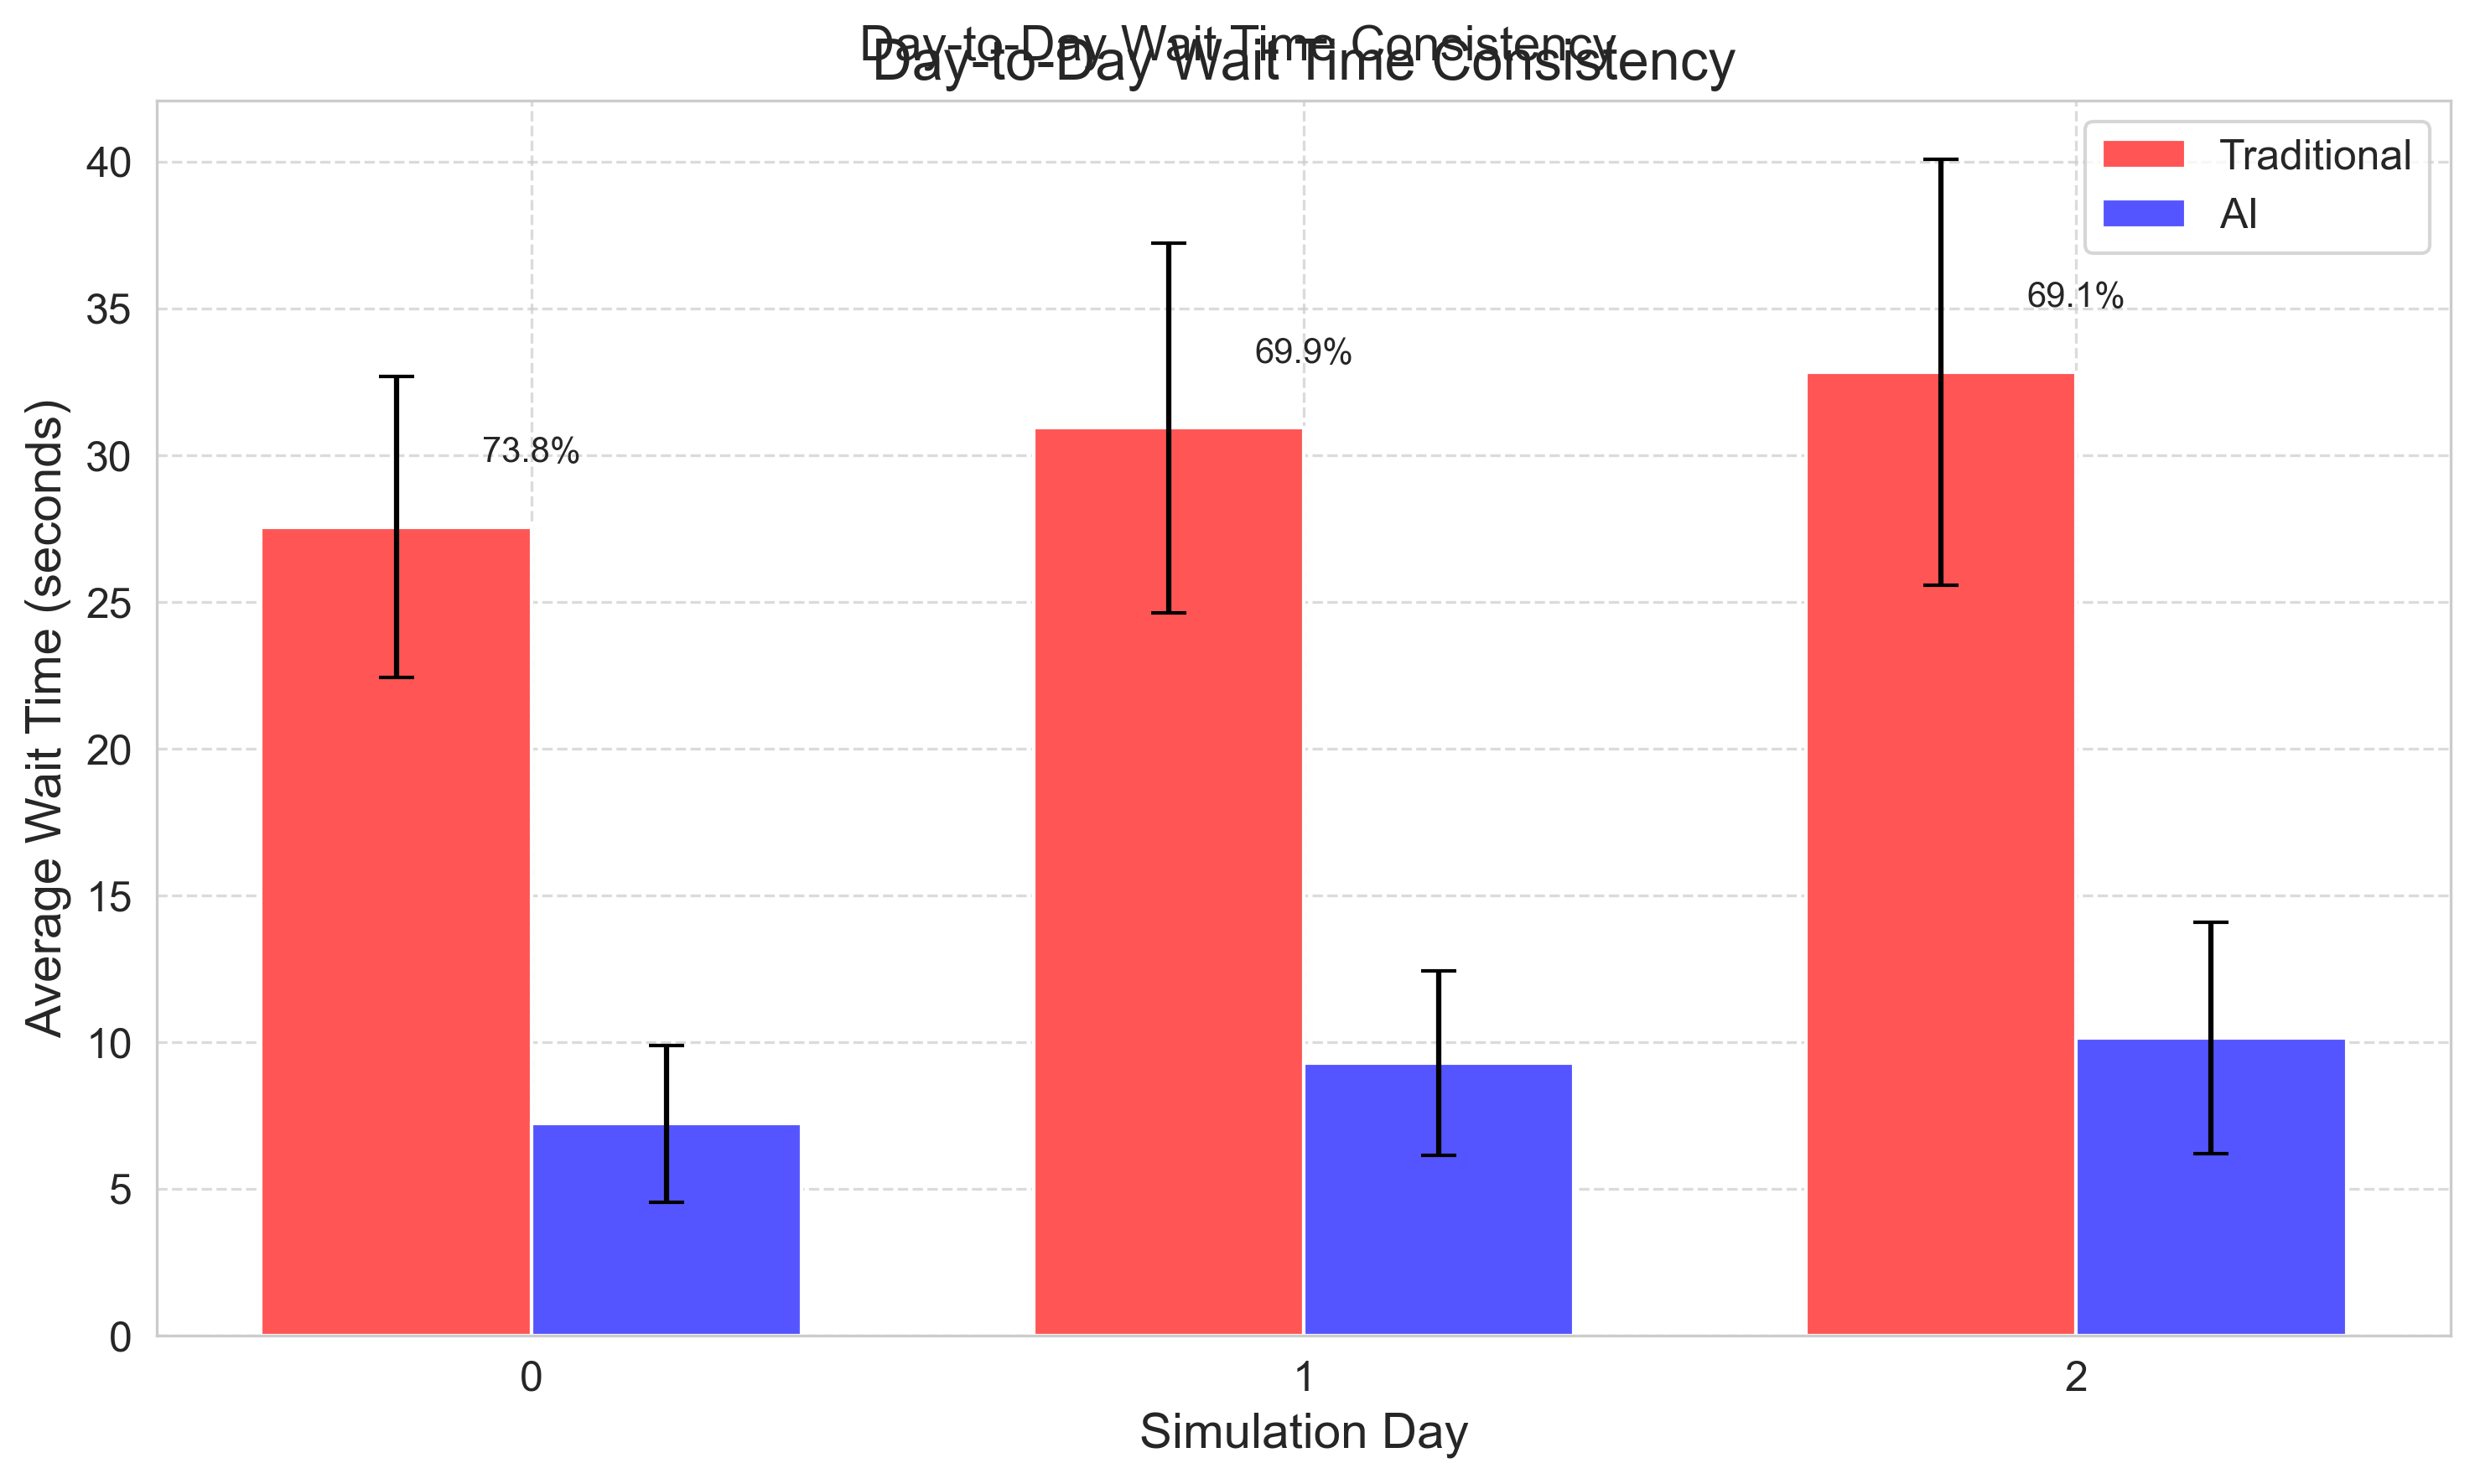 Day-to-Day Wait Time Consistency
Day-to-Day Wait Time Consistency
Traditional
AI
40
35
30
25
20
15
10
5
0
73.8%
69.9%
69.1%
Average Wait Time (seconds)
0
1
2
Simulation Day